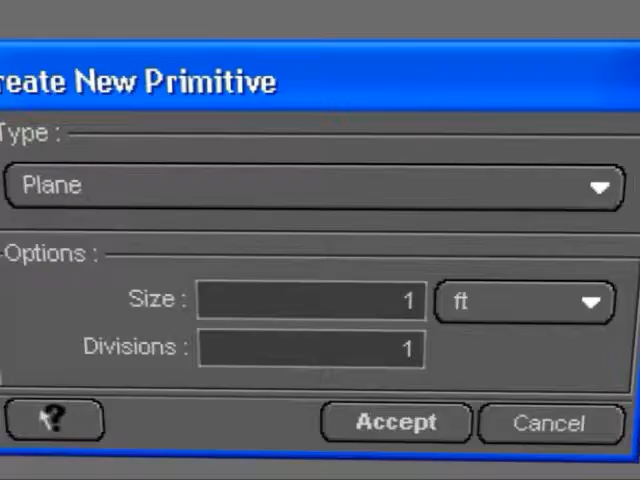 reate New Primitive
Type :
Plane
Options :
Size : 1 ft
Divisions : 1
? 
Accept Cancel